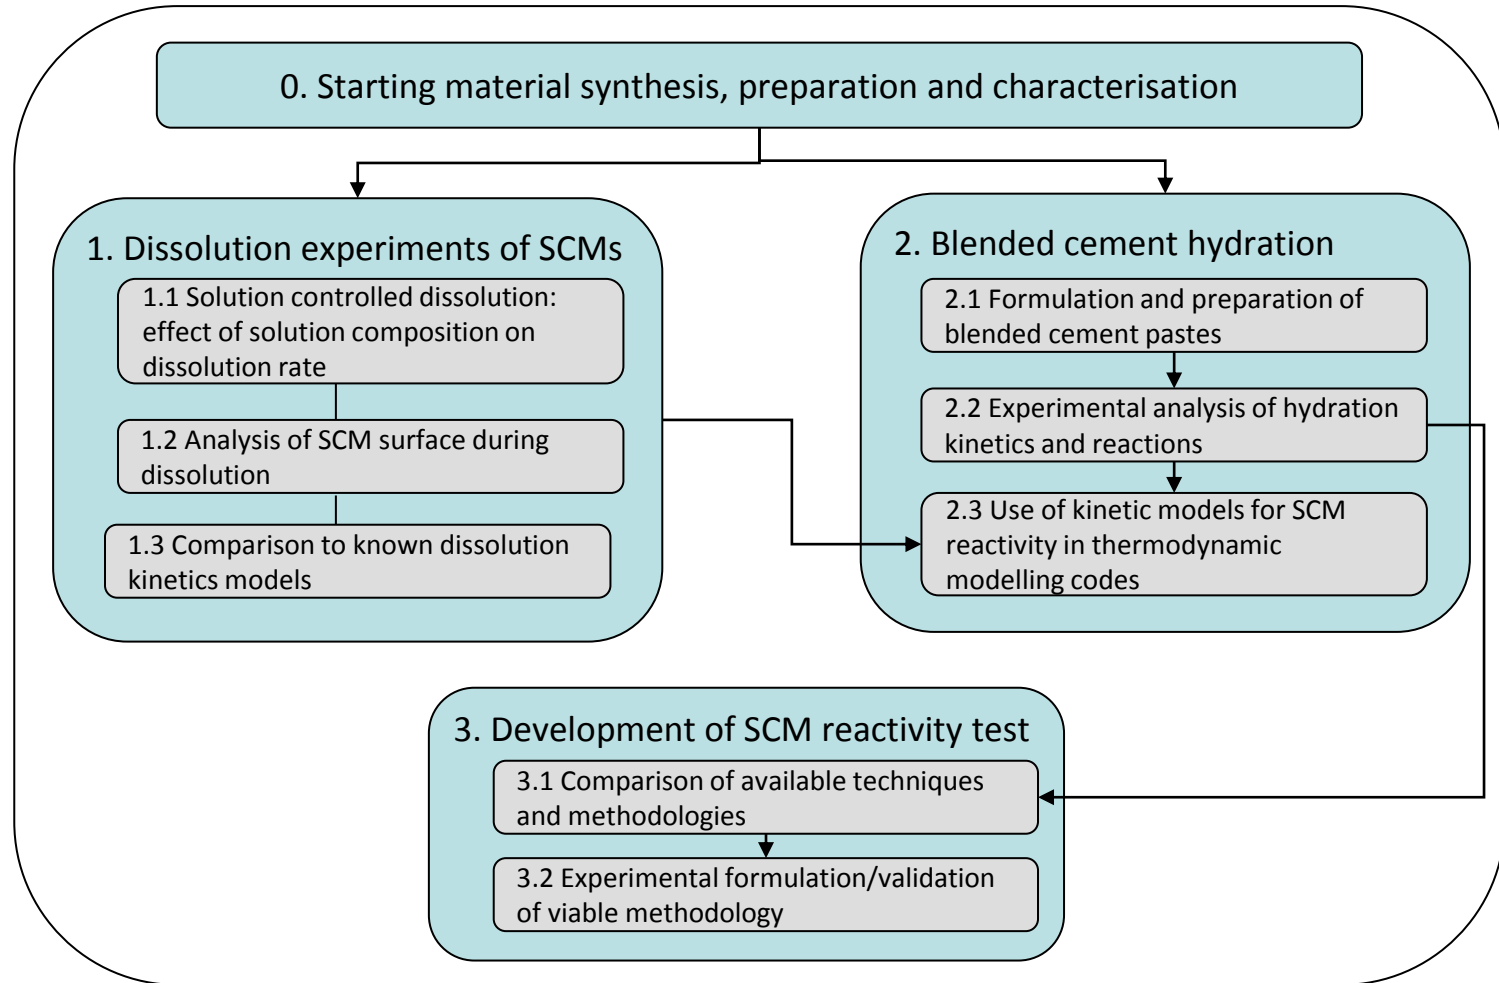 0. Starting material synthesis, preparation and characterisation
1. Dissolution experiments of SCMs
1.1 Solution controlled dissolution:
effect of solution composition on
dissolution rate
1.2 Analysis of SCM surface during
dissolution
1.3 Comparison to known dissolution
kinetics models
2. Blended cement hydration
2.1 Formulation and preparation of
blended cement pastes
2.2 Experimental analysis of hydration
kinetics and reactions
2.3 Use of kinetic models for SCM
reactivity in thermodynamic
modelling codes
3. Development of SCM reactivity test
3.1 Comparison of available techniques
and methodologies
3.2 Experimental formulation/validation
of viable methodology